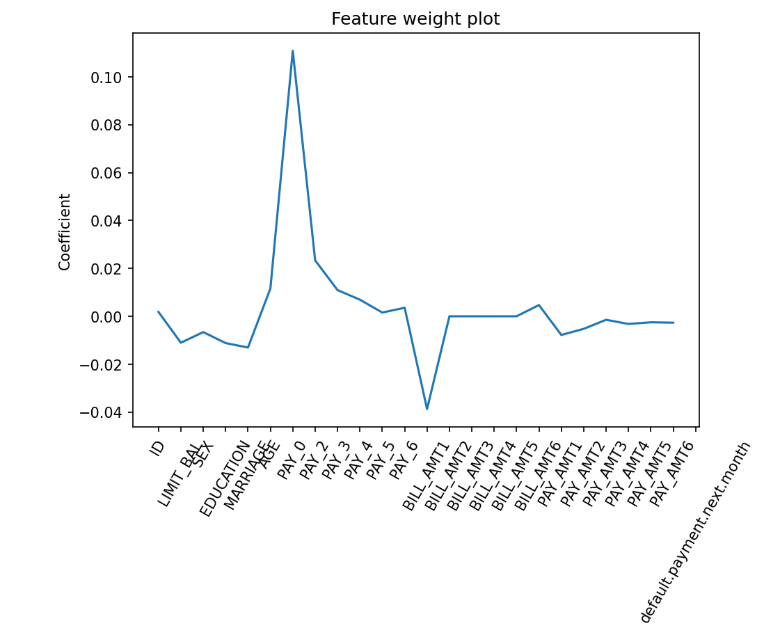 Feature weight plot
Coefficient
0.10
0.08
0.06
0.04
0.02
0.00
−0.02
−0.04
ID
LIMIT_BAL
SEX
EDUCATION
MARRIAGE
AGE
PAY_0
PAY_2
PAY_3
PAY_4
PAY_5
PAY_6
BILL_AMT1
BILL_AMT2
BILL_AMT3
BILL_AMT4
BILL_AMT5
BILL_AMT6
PAY_AMT1
PAY_AMT2
PAY_AMT3
PAY_AMT4
PAY_AMT5
PAY_AMT6
default.payment.next.month